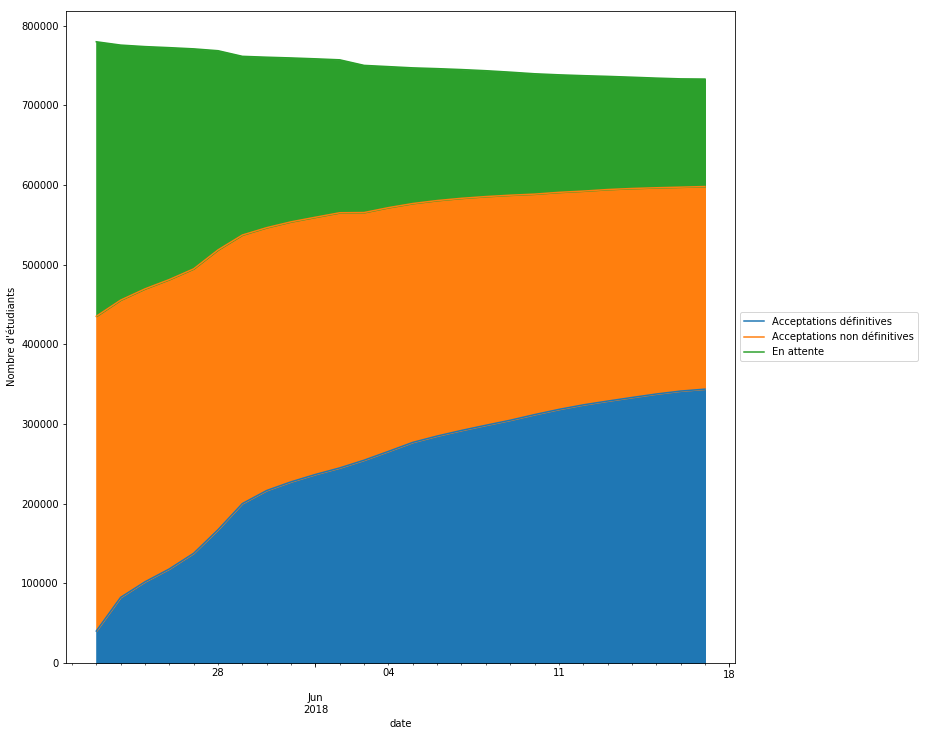 800000
700000
600000
500000
400000
300000
200000
100000
0
Nombre d'étudiants
28
04
11
18
Jun
2018
date
Acceptations définitives
Acceptations non définitives
En attente